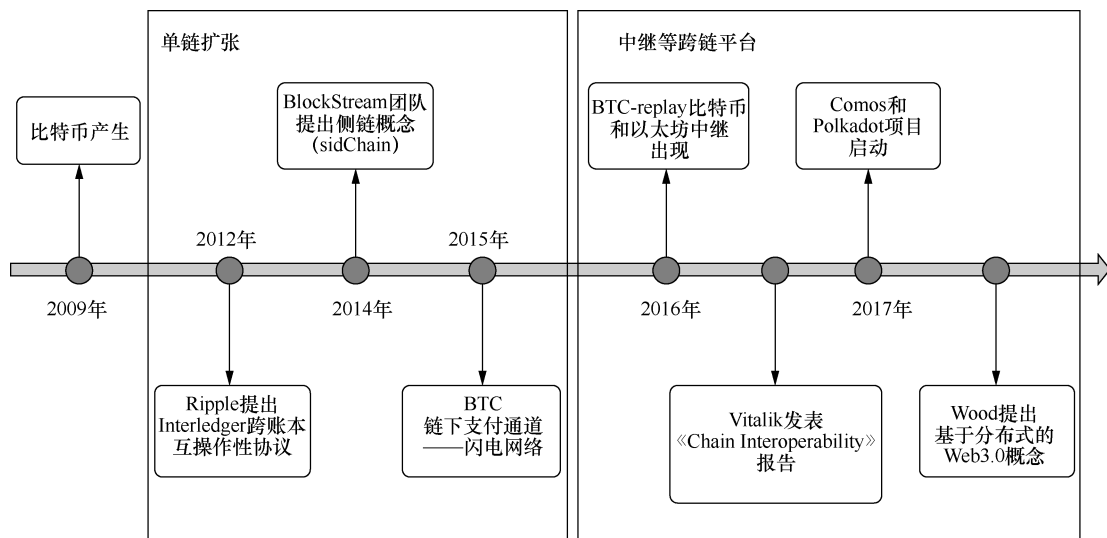 单链扩张
中继等跨链平台
比特币产生
BlockStream团队
提出侧链概念
（sidChain）
BTC-replay比特币
和以太坊中继
出现
Comos和
Polkadot项目
启动
2012年
2015年
2009年
2014年
2016年
2017年
Ripple提出
Interledger跨账本
互操作性协议
BTC
链下支付通道
——闪电网络
Vitalik发表
《Chain Interoperability》
报告
Wood提出
基于分布式的
Web3.0概念